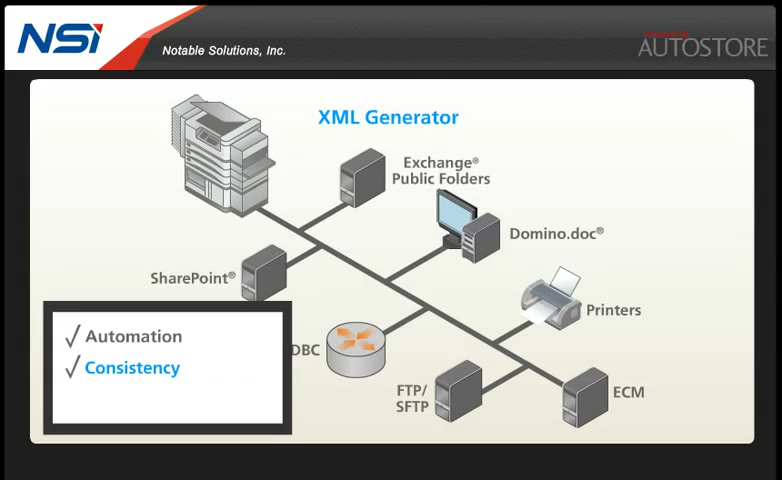 NSi
Notable Solutions, Inc.
AUTOSTORE
XML Generator
Exchange®
Public Folders
Domino.doc®
SharePoint®
Printers
DBC
FTP/
SFTP
ECM
√ Automation
√ Consistency